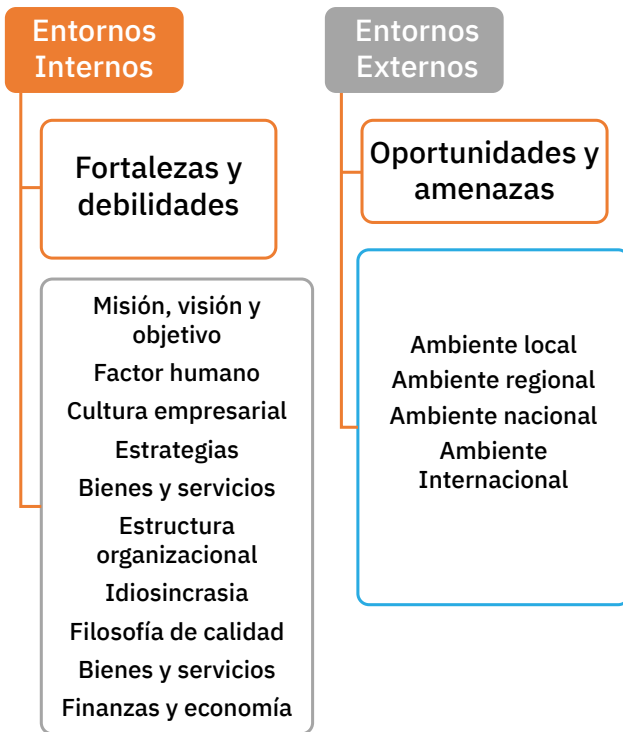 Entornos
Internos
Fortalezas y
debilidades
Misión, visión y
objetivo
Factor humano
Cultura empresarial
Estrategias
Bienes y servicios
Estructura
organizacional
Idiosincrasia
Filosofía de calidad
Bienes y servicios
Finanzas y economía
Entornos
Externos
Oportunidades y
amenazas
Ambiente local
Ambiente regional
Ambiente nacional
Ambiente
Internacional